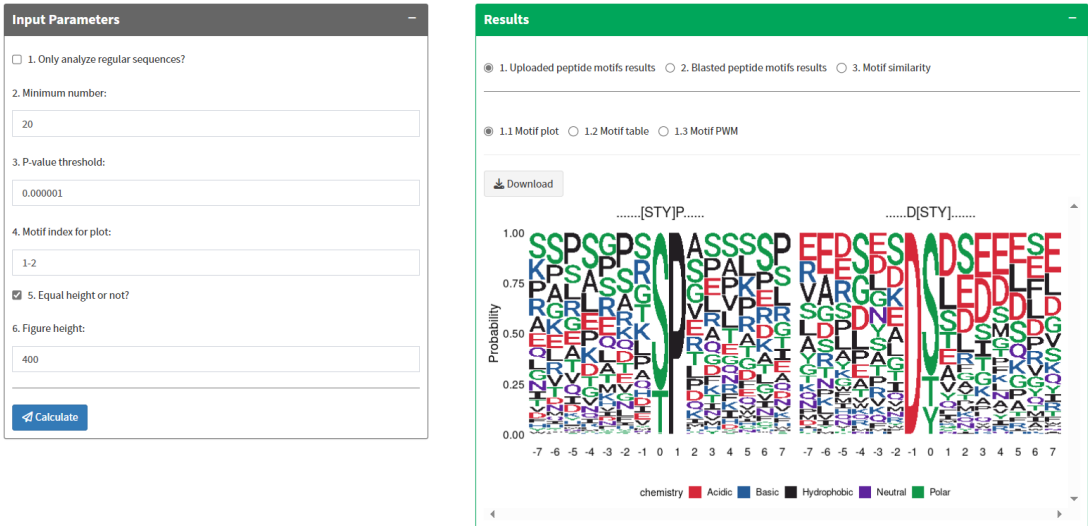 Input Parameters
1. Only analyze regular sequences?
2. Minimum number:
20
3. P-value threshold:
0.000001
4. Motif index for plot:
1-2
5. Equal height or not?
6. Figure height:
400
Calculate
Results
1. Uploaded peptide motifs results 2. Blasted peptide motifs results 3. Motif similarity
1.1 Motif plot 1.2 Motif table 1.3 Motif PWM
Download
.......[STY]P...... ......D[STY].......
Probability
1.00
0.75
0.50
0.25
0.00
-7 -6 -5 -4 -3 -2 -1 0 1 2 3 4 5 6 7 -7 -6 -5 -4 -3 -2 -1 0 1 2 3 4 5 6 7
chemistry Acidic Basic Hydrophobic Neutral Polar